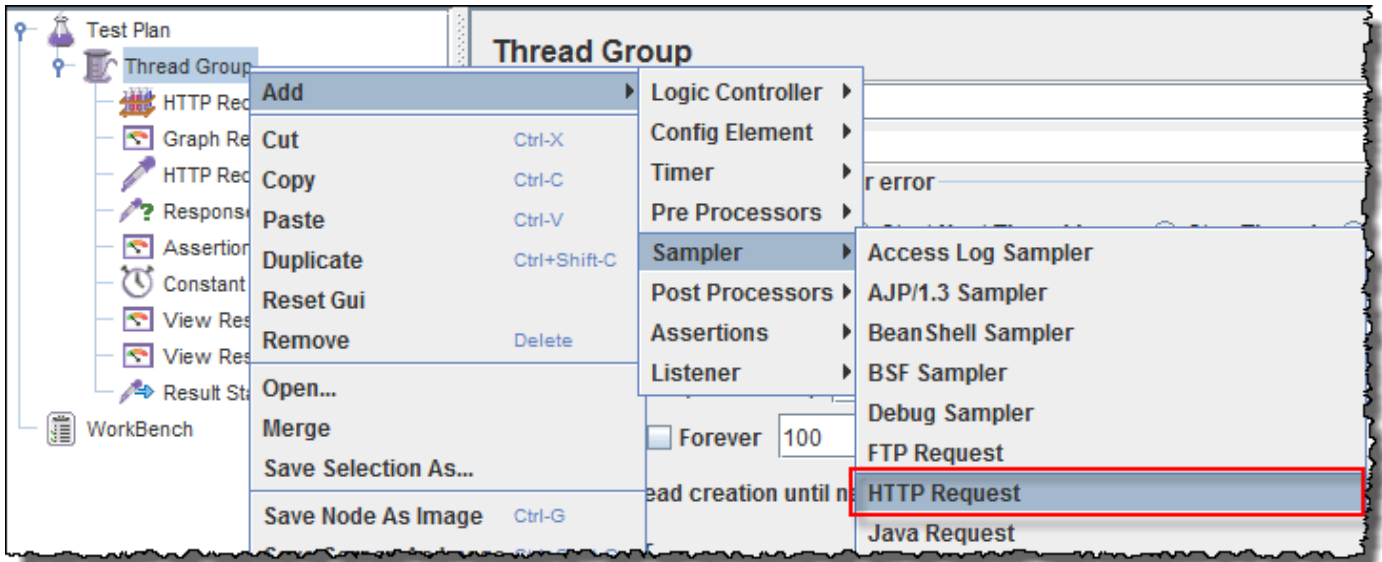 Test Plan
Thread Group
HTTP Rec
Graph Re
HTTP Rec
Response
Assertion
Constant
View Res
View Res
Result Sta
WorkBench
Thread Group
r error
Forever 100
ead creation until n
Add
Cut Ctrl-X
Copy Ctrl-C
Paste Ctrl-V
Duplicate Ctrl+Shift-C
Reset Gui
Remove Delete
Open...
Merge
Save Selection As...
Save Node As Image Ctrl-G
Logic Controller
Config Element
Timer
Pre Processors
Sampler
Post Processors
Assertions
Listener
Access Log Sampler
AJP/1.3 Sampler
BeanShell Sampler
BSF Sampler
Debug Sampler
FTP Request
HTTP Request
Java Request